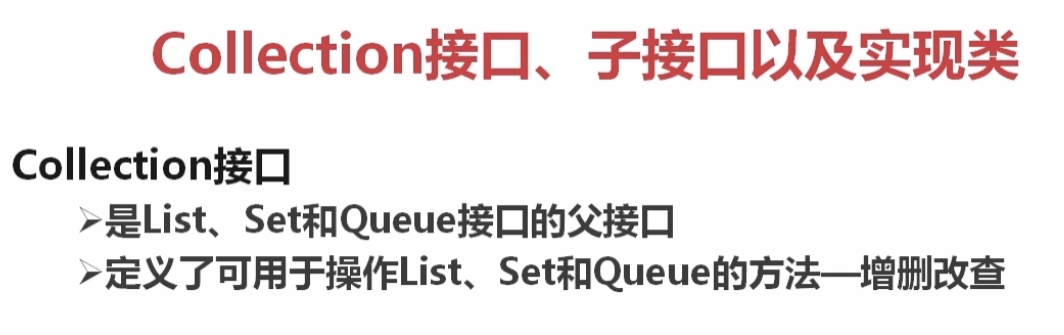 Collection接口、子接口以及实现类
Collection接口
➢是List、Set和Queue接口的父接口
➢定义了可用于操作List、Set和Queue的方法—增删改查